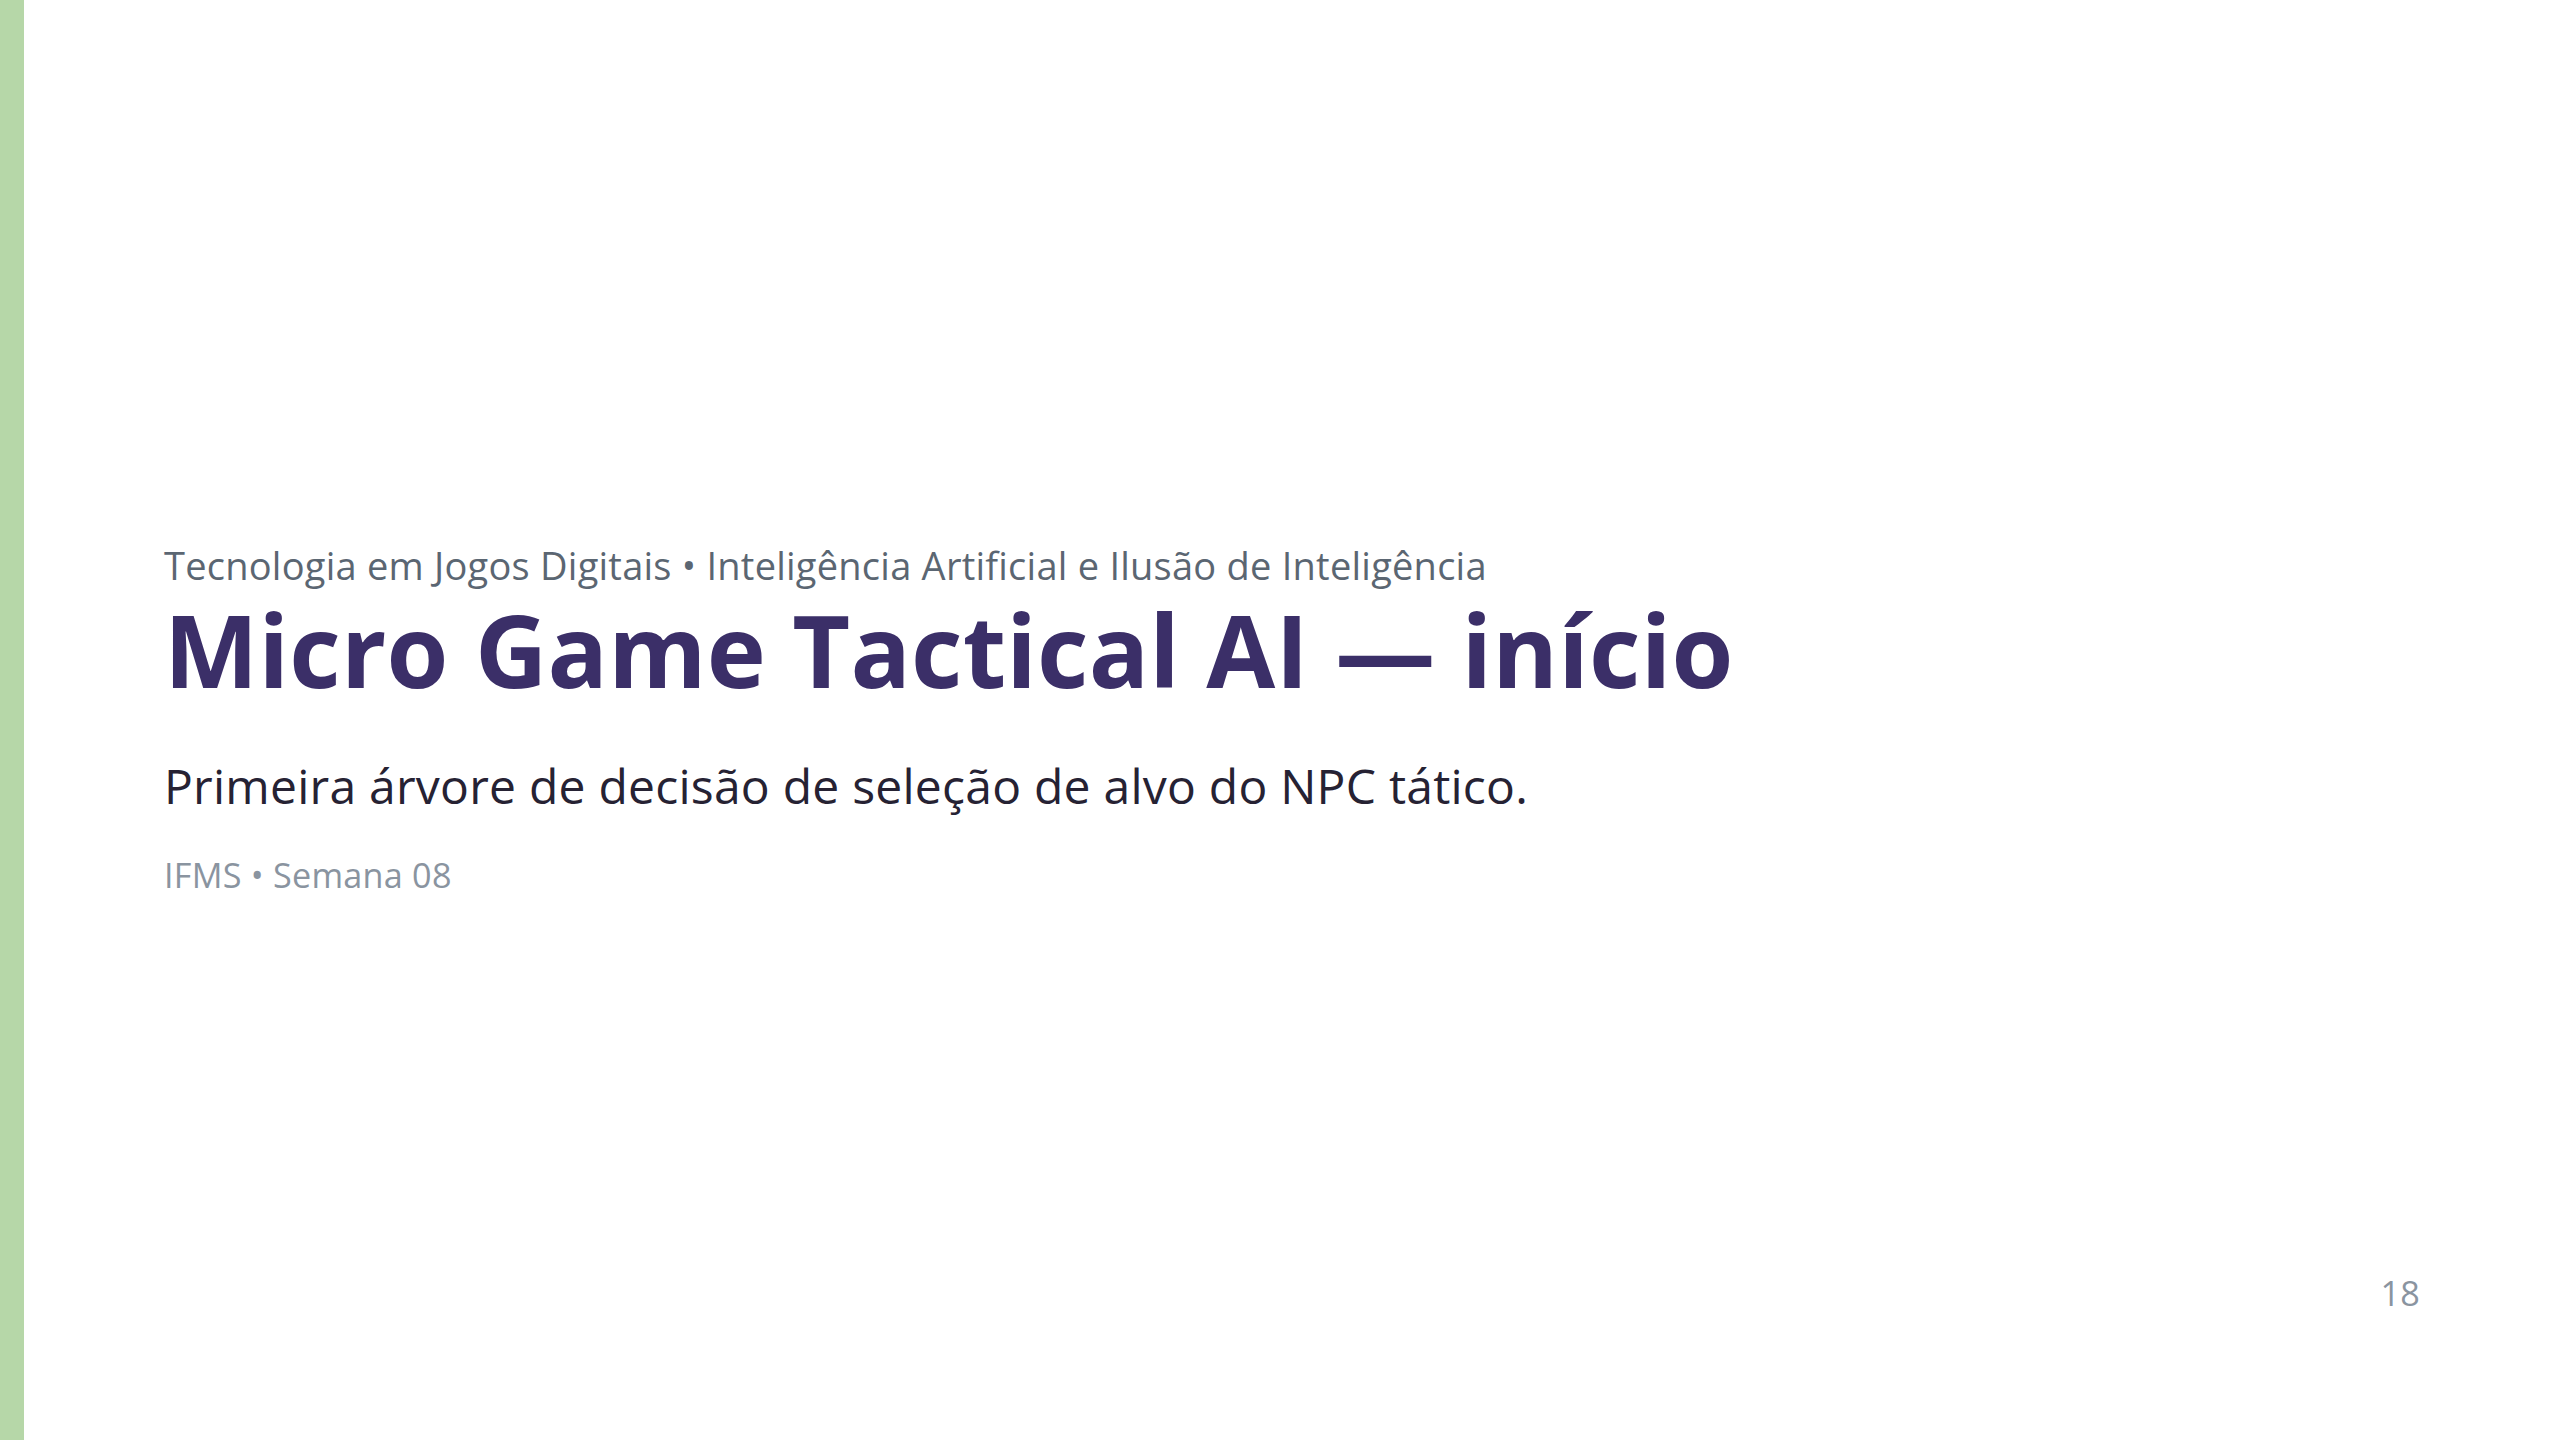 Tecnologia em Jogos Digitais • Inteligência Artificial e Ilusão de Inteligência
Micro Game Tactical AI — início
Primeira árvore de decisão de seleção de alvo do NPC tático.
IFMS • Semana 08
18